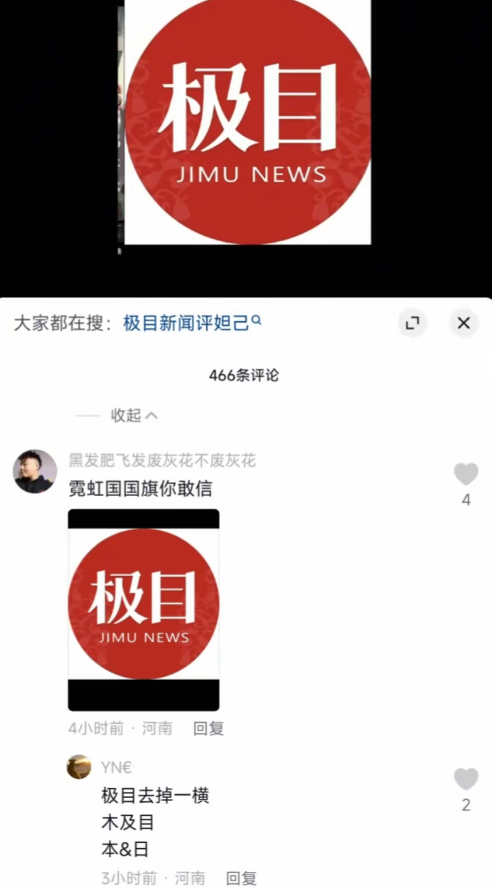 极目
JIMU NEWS
大家都在搜：极目新闻评妲己
466条评论
收起
黑发肥飞发废灰花不废灰花
霓虹国国旗你敢信
4
极目
JIMU NEWS
4小时前 · 河南 回复
YN€
极目去掉一横
木及目
本&日
2
3小时前 · 河南 回复